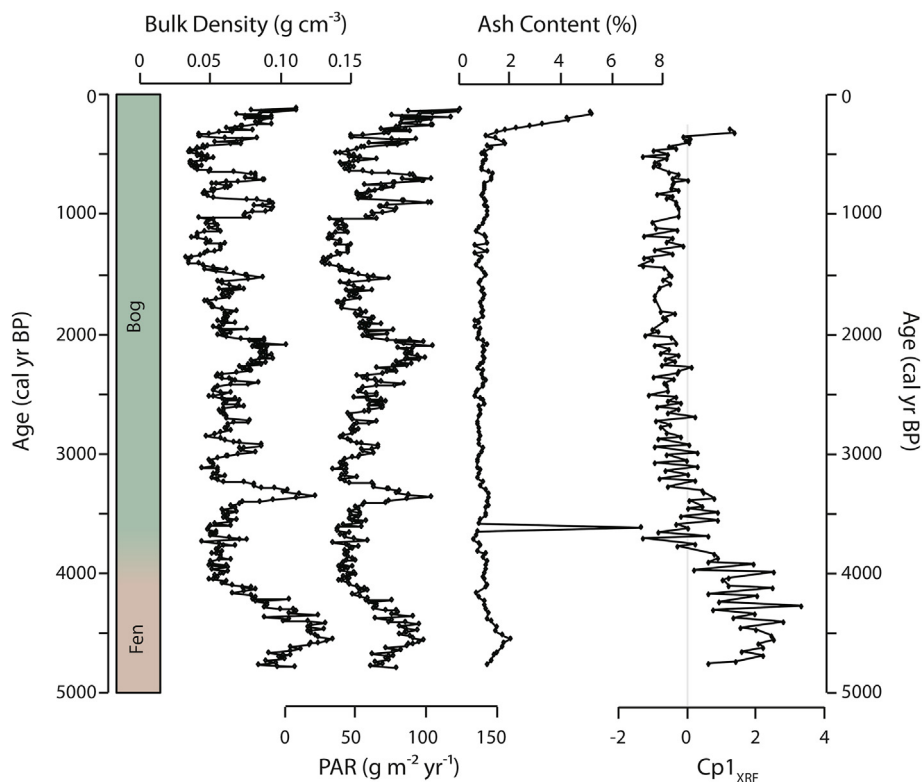 Bulk Density (g cm⁻³)
Ash Content (%)
0 0.05 0.10 0.15
0 2 4 6 8
0
1000
2000
3000
4000
5000
Age (cal yr BP)
Bog
Fen
0
1000
2000
3000
4000
5000
Age (cal yr BP)
0 50 100 150
PAR (g m⁻² yr⁻¹)
-2 0 2 4
Cp1XRF